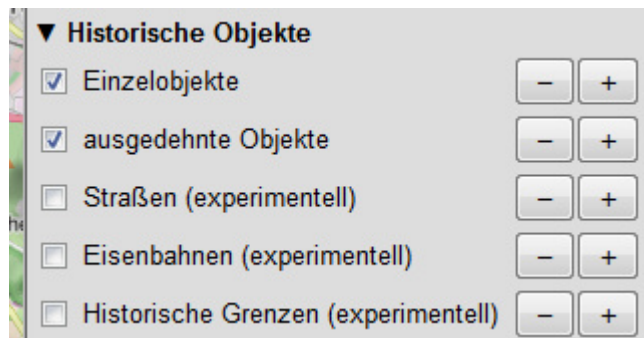 ▼ Historische Objekte
Einzelobjekte − +
ausgedehnte Objekte − +
Straßen (experimentell) − +
Eisenbahnen (experimentell) − +
Historische Grenzen (experimentell) − +